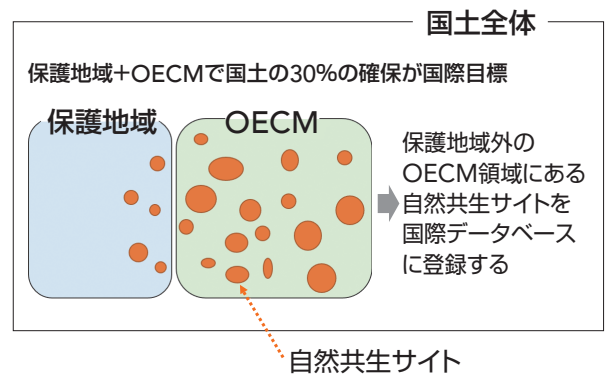 国土全体
保護地域+OECMで国土の30%の確保が国際目標
保護地域
OECM
保護地域外の
OECM領域にある
自然共生サイトを
国際データベース
に登録する
自然共生サイト